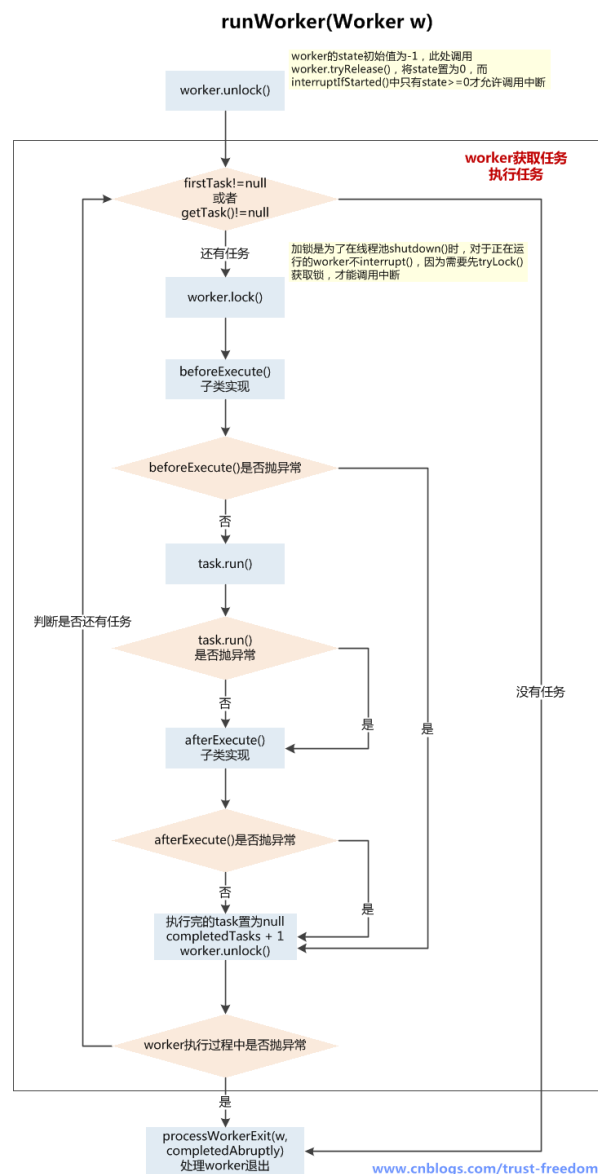 runWorker(Worker w)
worker的state初始值为-1，此处调用
worker.tryRelease()，将state置为0，而
interruptIfStarted()中只有state>=0才允许调用中断
worker.unlock()
worker获取任务
执行任务
firstTask!=null
或者
getTask()!=null
还有任务
加锁是为了在线程池shutdown()时，对于正在运
行的worker不interrupt()，因为需要先tryLock()
获取锁，才能调用中断
worker.lock()
beforeExecute()
子类实现
beforeExecute()是否抛异常
否
task.run()
判断是否还有任务
task.run()
是否抛异常
没有任务
否
是
是
afterExecute()
子类实现
afterExecute()是否抛异常
否
是
执行完的task置为null
completedTasks + 1
worker.unlock()
worker执行过程中是否抛异常
是
processWorkerExit(w,
completedAbruptly)
处理worker退出
www.cnblogs.com/trust-freedom